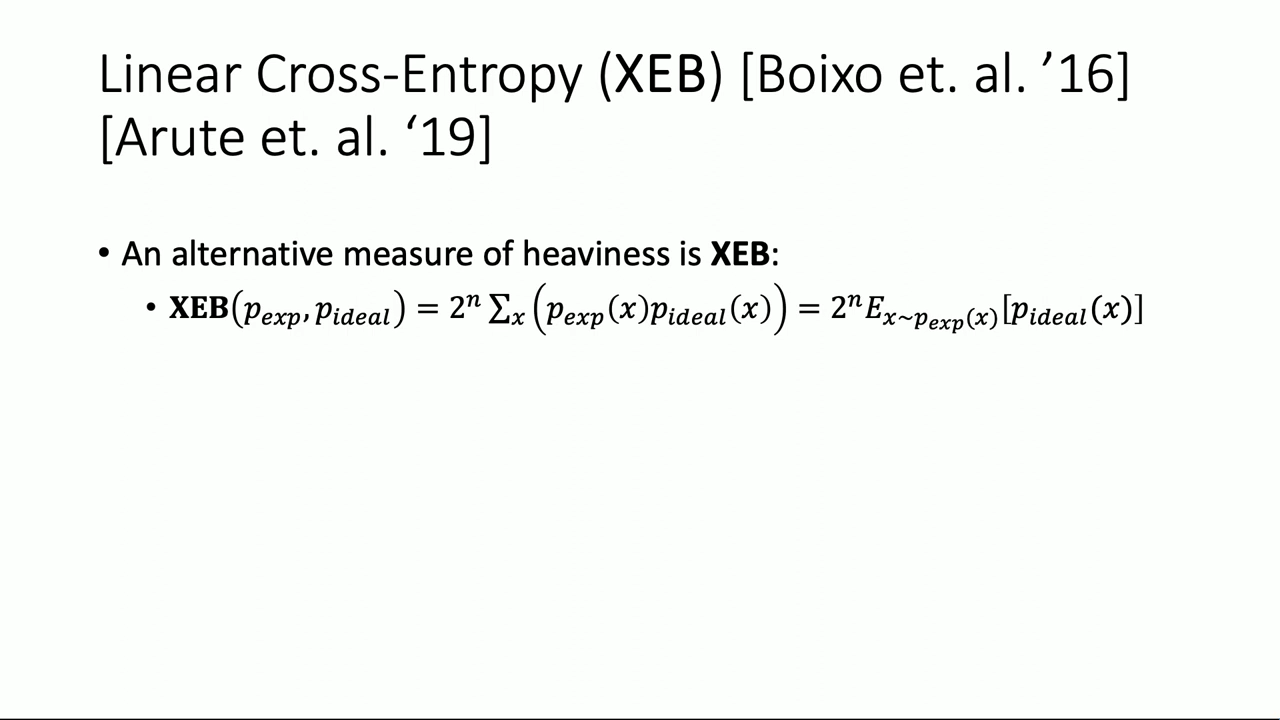 Linear Cross-Entropy (XEB) [Boixo et. al. ’16]
[Arute et. al. ‘19]
• An alternative measure of heaviness is XEB:
• XEB(p_exp, p_ideal) = 2^n ∑_x (p_exp(x)p_ideal(x)) = 2^n E_{x~p_exp(x)}[p_ideal(x)]